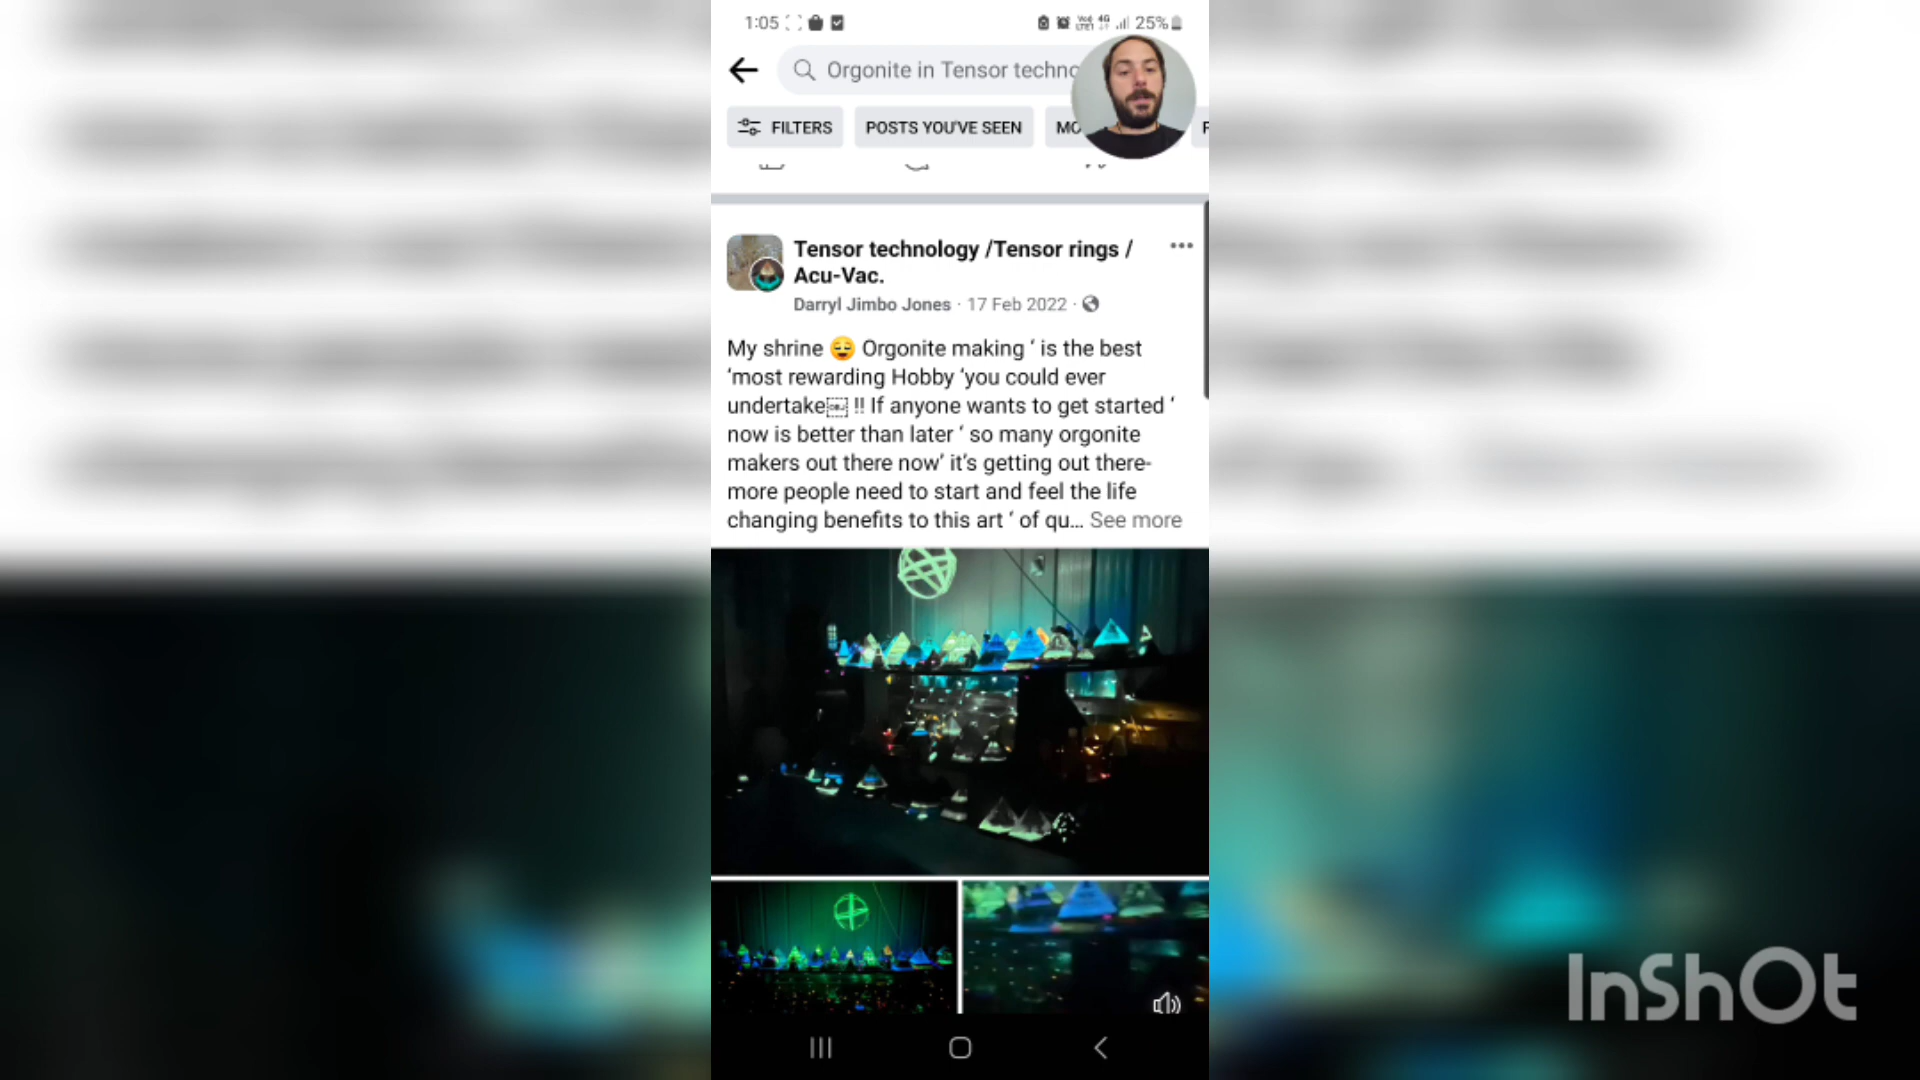 1:05 25%
Orgonite in Tensor techno
FILTERS POSTS YOU'VE SEEN MO
Tensor technology /Tensor rings /
Acu-Vac.
Darryl Jimbo Jones · 17 Feb 2022 ·
My shrine 😌 Orgonite making ‘ is the best
‘most rewarding Hobby ‘you could ever
undertake￼ !! If anyone wants to get started ‘
now is better than later ‘ so many orgonite
makers out there now’ it’s getting out there-
more people need to start and feel the life
changing benefits to this art ‘ of qu... See more
InShOt